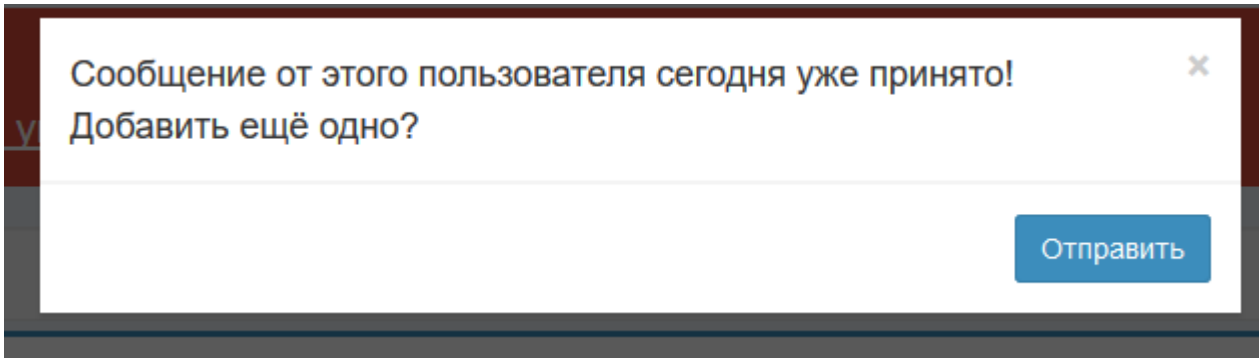 Сообщение от этого пользователя сегодня уже принято!
Добавить ещё одно?
Отправить